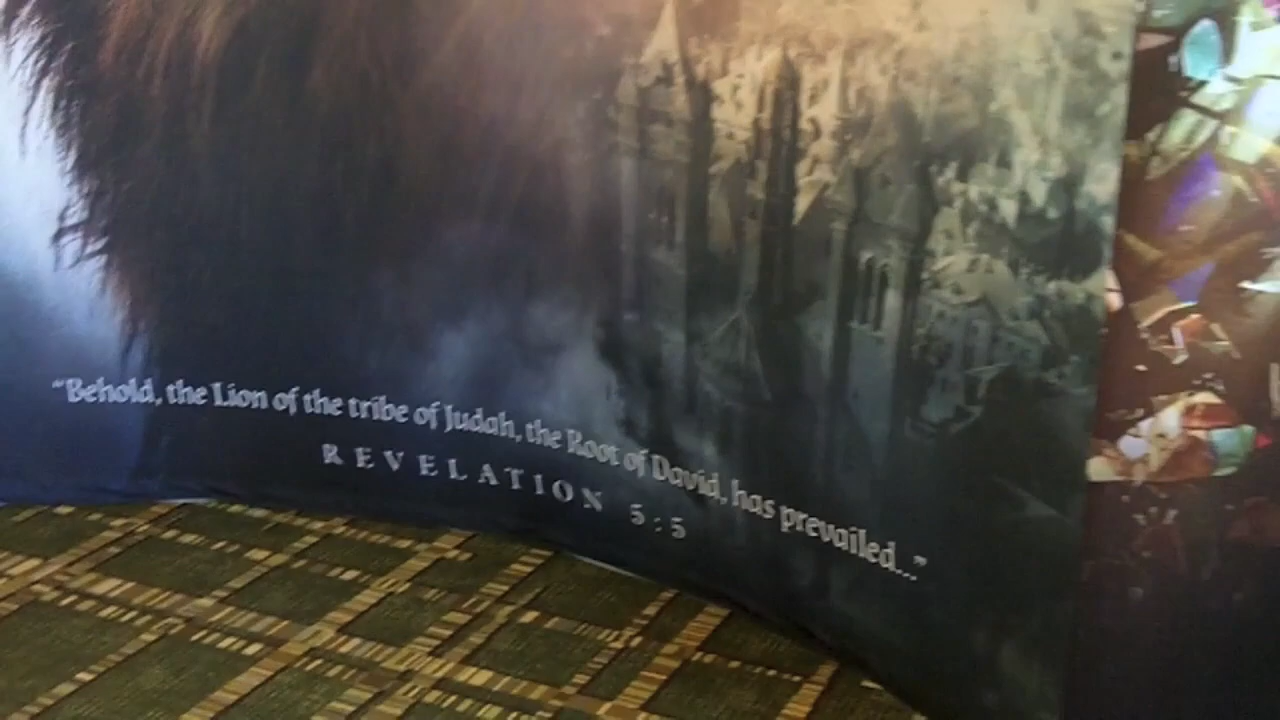 “Behold, the Lion of the tribe of Judah, the Root of David, has prevailed...”
REVELATION 5:5